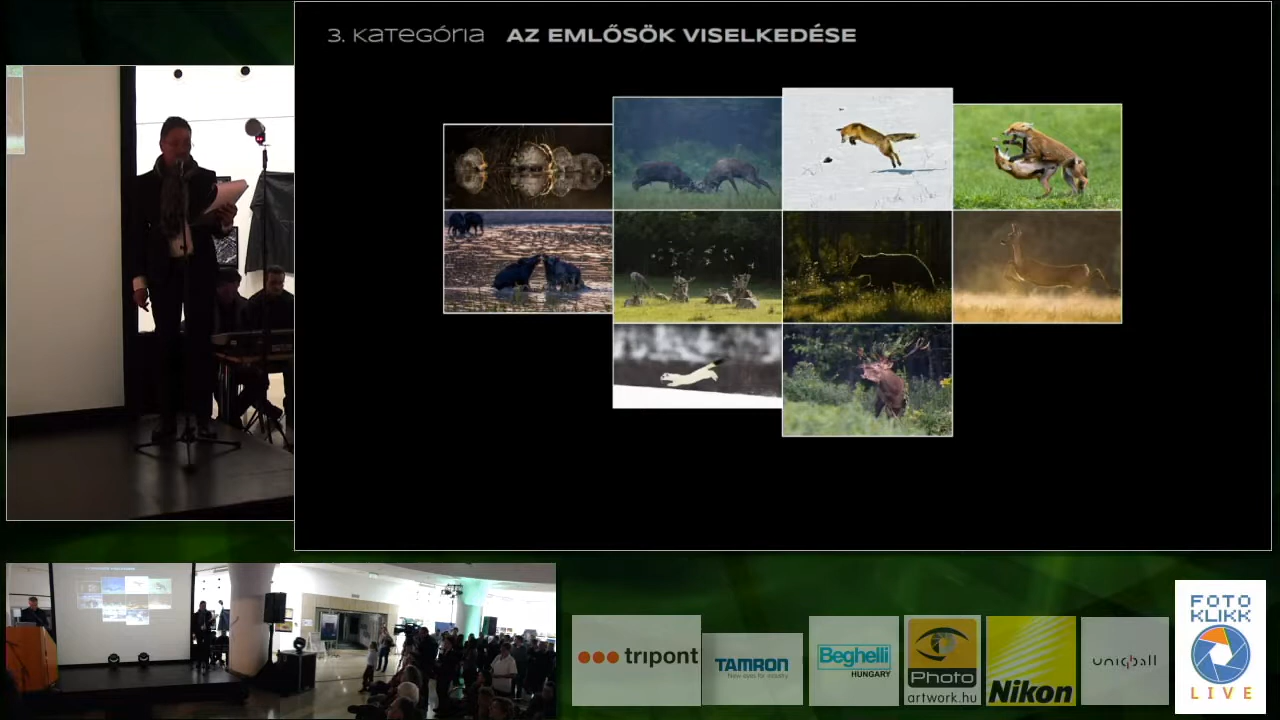 3. Kategória AZ EMLŐSÖK VISELKEDÉSE
tripont
TAMRON
New eyes for industry
Beghelli
HUNGARY
Photo
artwork.hu
Nikon
uniqball
FOTO
KLIKK
LIVE